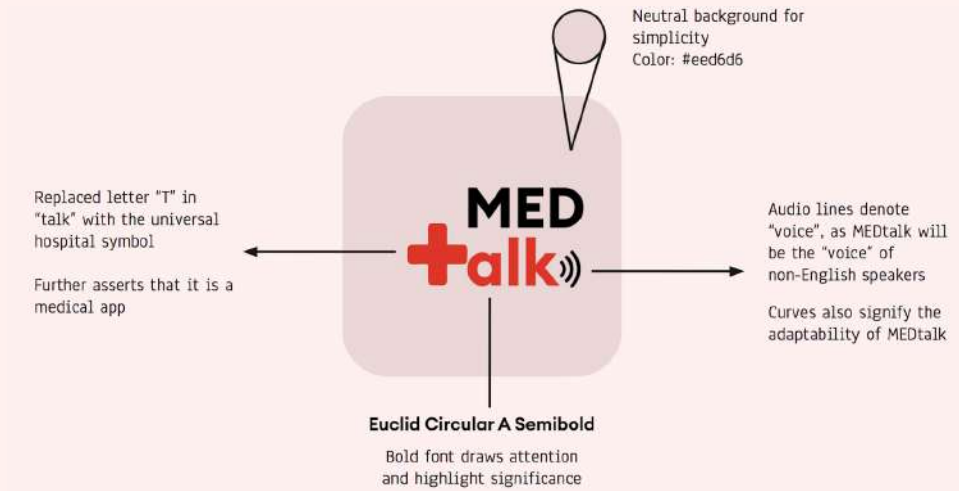 Neutral background for
simplicity
Color: #eed6d6
Replaced letter "T" in
"talk" with the universal
hospital symbol
Further asserts that it is a
medical app
MED
talk
Audio lines denote
"voice", as MEDtalk will
be the "voice" of
non-English speakers
Curves also signify the
adaptability of MEDtalk
Euclid Circular A Semibold
Bold font draws attention
and highlight significance